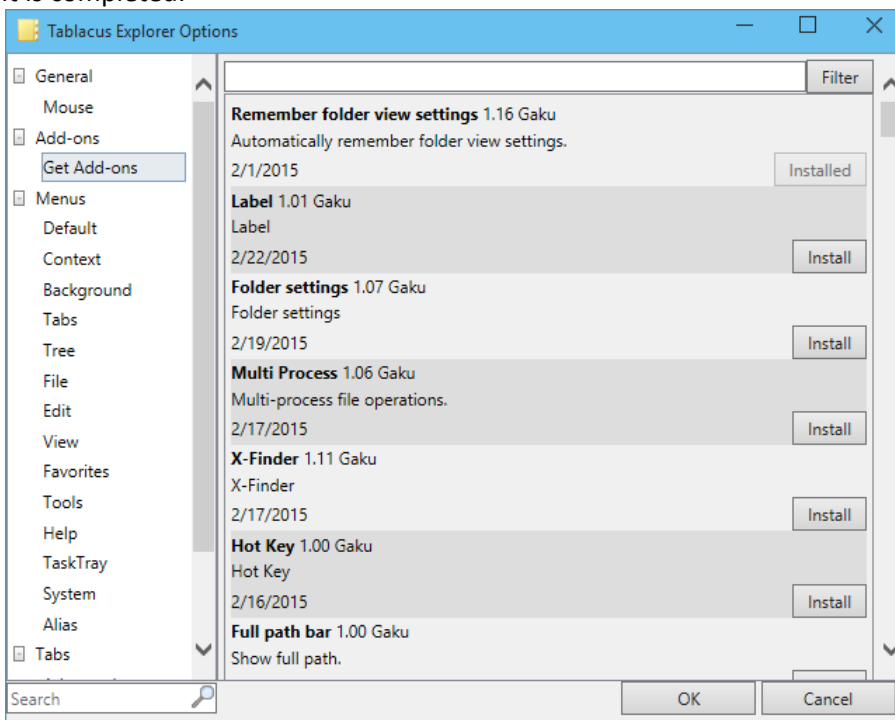 it is completed.
Tablacus Explorer Options
General
Mouse
Add-ons
Get Add-ons
Menus
Default
Context
Background
Tabs
Tree
File
Edit
View
Favorites
Tools
Help
TaskTray
System
Alias
Tabs
Search
Filter
Remember folder view settings 1.16 Gaku
Automatically remember folder view settings.
2/1/2015 Installed
Label 1.01 Gaku
Label
2/22/2015 Install
Folder settings 1.07 Gaku
Folder settings
2/19/2015 Install
Multi Process 1.06 Gaku
Multi-process file operations.
2/17/2015 Install
X-Finder 1.11 Gaku
X-Finder
2/17/2015 Install
Hot Key 1.00 Gaku
Hot Key
2/16/2015 Install
Full path bar 1.00 Gaku
Show full path.
OK Cancel